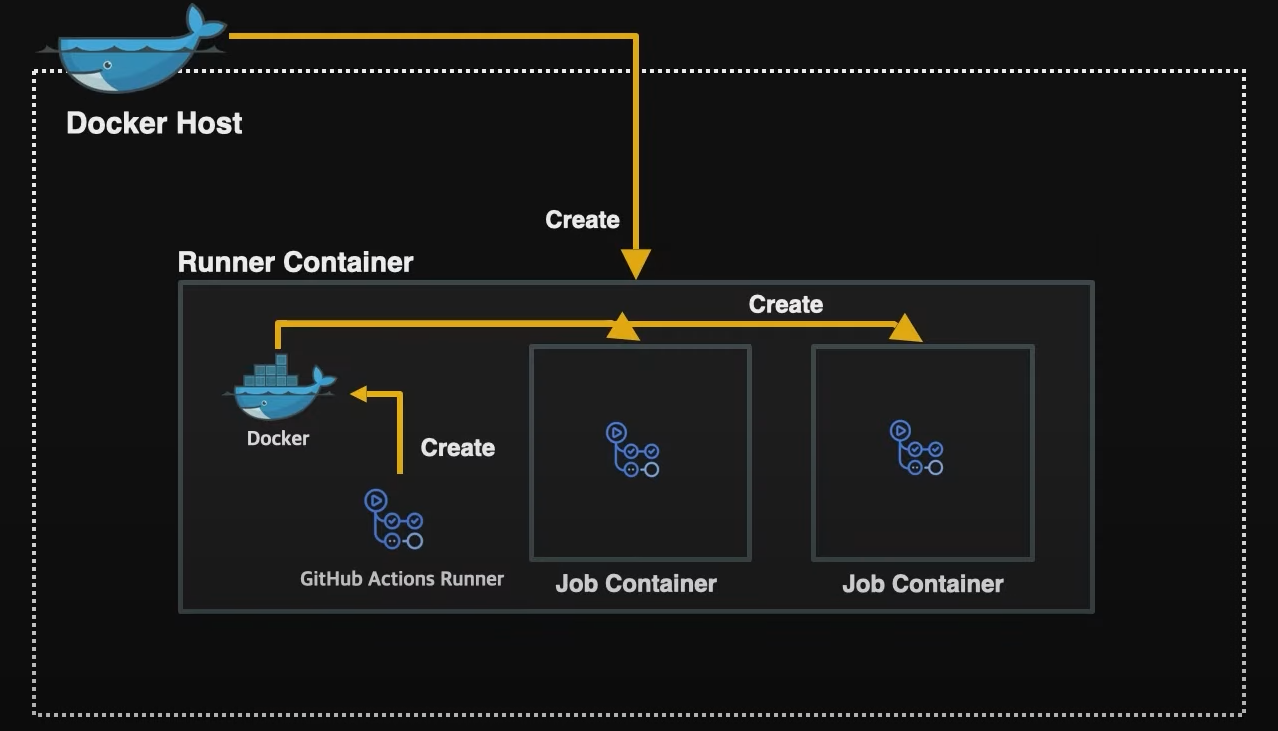 Docker Host
Create
Runner Container
Create
Docker
Create
GitHub Actions Runner
Job Container
Job Container